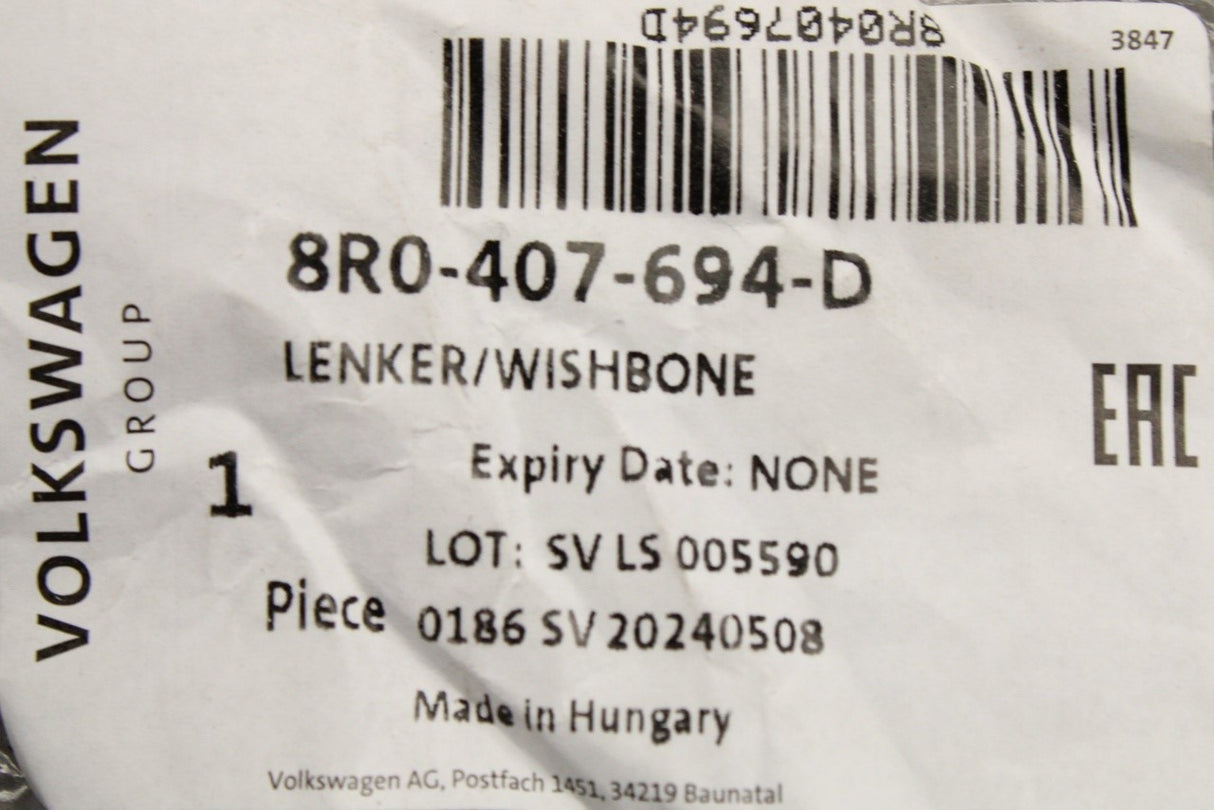 8R0407694D
3847
8R0-407-694-D
LENKER/WISHBONE
EAC
Expiry Date: NONE
1
LOT: SV LS 005590
Piece
0186 SV 20240508
Made in Hungary
Volkswagen AG, Postfach 1451, 34219 Baunatal
VOLKSWAGEN
GROUP